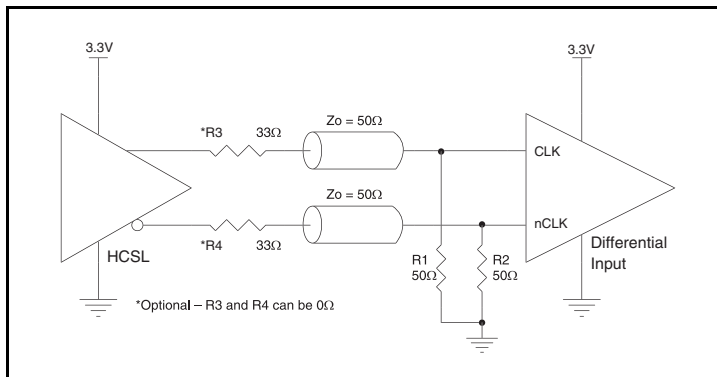 3.3V
3.3V
*R3
33Ω
Zo = 50Ω
CLK
Zo = 50Ω
nCLK
*R4
33Ω
HCSL
R1
50Ω
R2
50Ω
Differential
Input
*Optional – R3 and R4 can be 0Ω